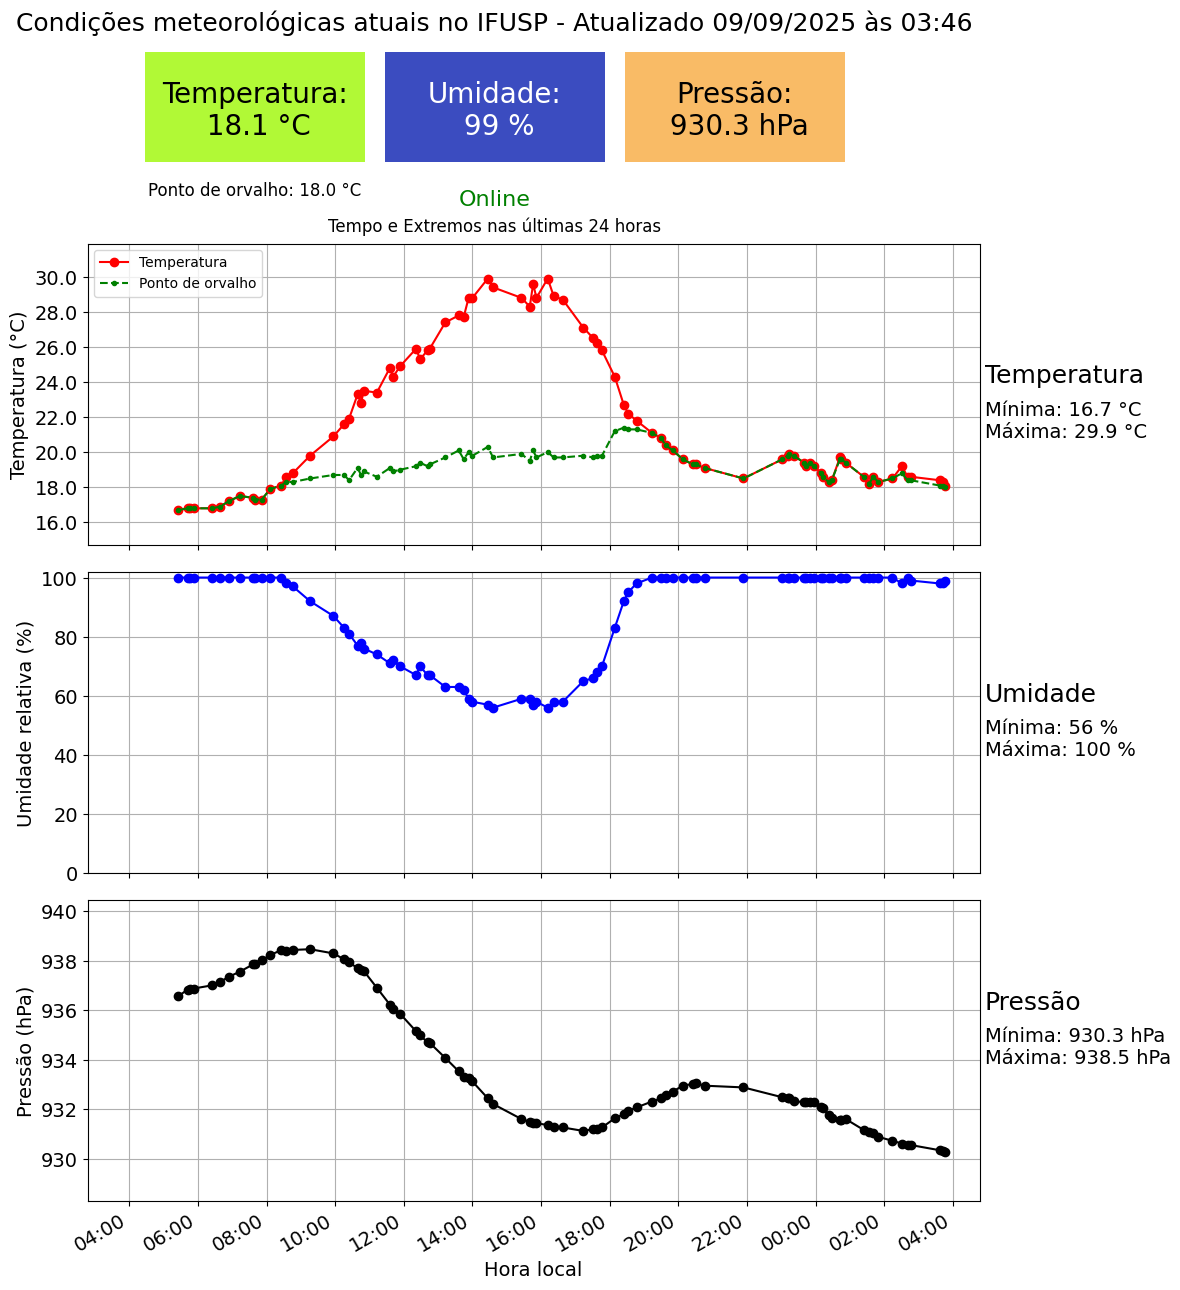 Condições meteorológicas atuais no IFUSP - Atualizado 09/09/2025 às 03:46
Temperatura:
18.1 °C
Umidade:
99 %
Pressão:
930.3 hPa
Ponto de orvalho: 18.0 °C
Online
Tempo e Extremos nas últimas 24 horas
Temperatura
Ponto de orvalho
Temperatura (°C)
30.0
28.0
26.0
24.0
22.0
20.0
18.0
16.0
Temperatura
Mínima: 16.7 °C
Máxima: 29.9 °C
Umidade relativa (%)
100
80
60
40
20
0
Umidade
Mínima: 56 %
Máxima: 100 %
Pressão (hPa)
940
938
936
934
932
930
Pressão
Mínima: 930.3 hPa
Máxima: 938.5 hPa
04:00 06:00 08:00 10:00 12:00 14:00 16:00 18:00 20:00 22:00 00:00 02:00 04:00
Hora local